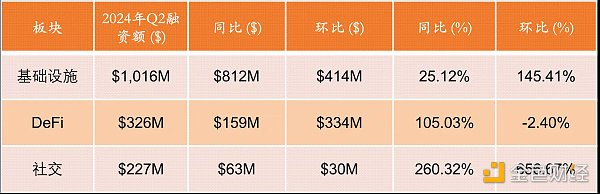 板块 2024年Q2融资额 ($) 同比 ($) 环比 ($) 同比 (%) 环比 (%)
基础设施 $1,016M $812M $414M 25.12% 145.41%
DeFi $326M $159M $334M 105.03% -2.40%
社交 $227M $63M $30M 260.32% 656.67%
金色财经